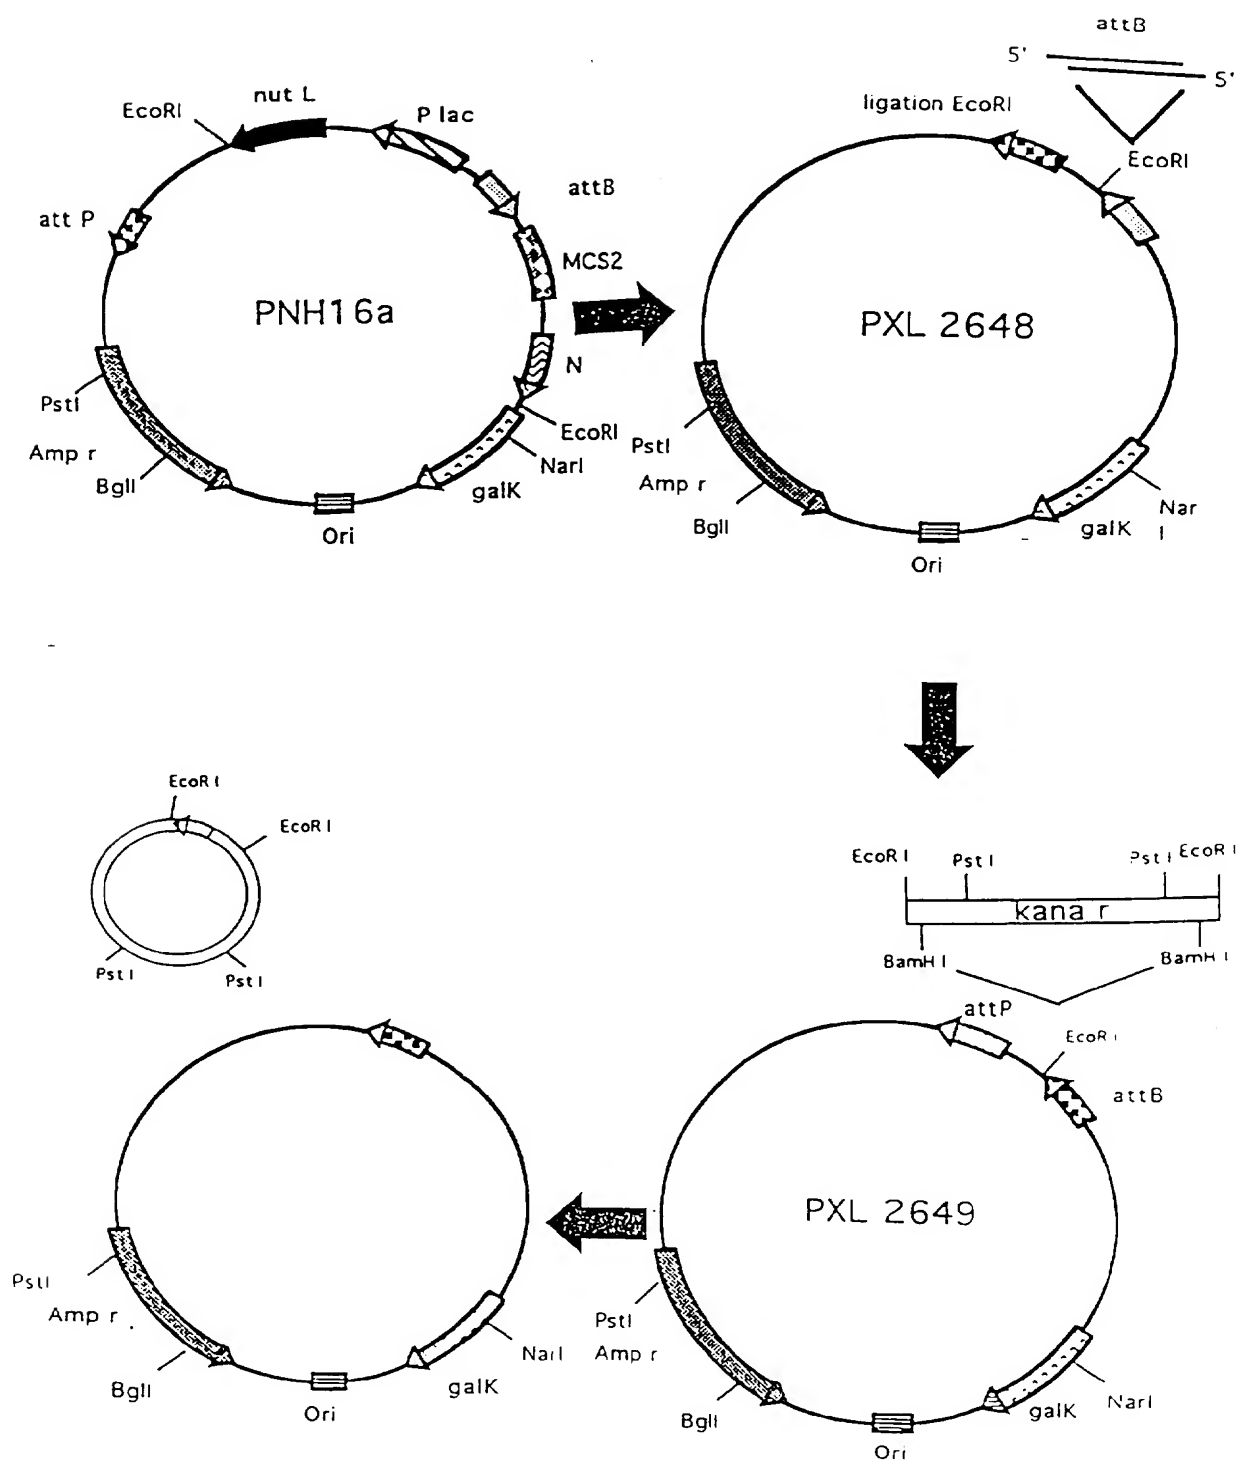 attB
5'
5'
ligation EcoRI
EcoRI
EcoRI
nut L
P lac
attB
att P
MCS2
PNH16a
N
EcoRI
NarI
galK
PstI
Amp r
BglI
Ori
PXL 2648
PstI
Amp r
BglI
Nar
I
galK
Ori
EcoR I
EcoR I
Pst I
Pst I
EcoR I
Pst I
Pst I
EcoR I
kana r
BamH I
BamH I
attP
EcoR I
attB
PXL 2649
PstI
Amp r
BglI
NarI
galK
Ori
PstI
Amp r
BglI
NarI
galK
Ori